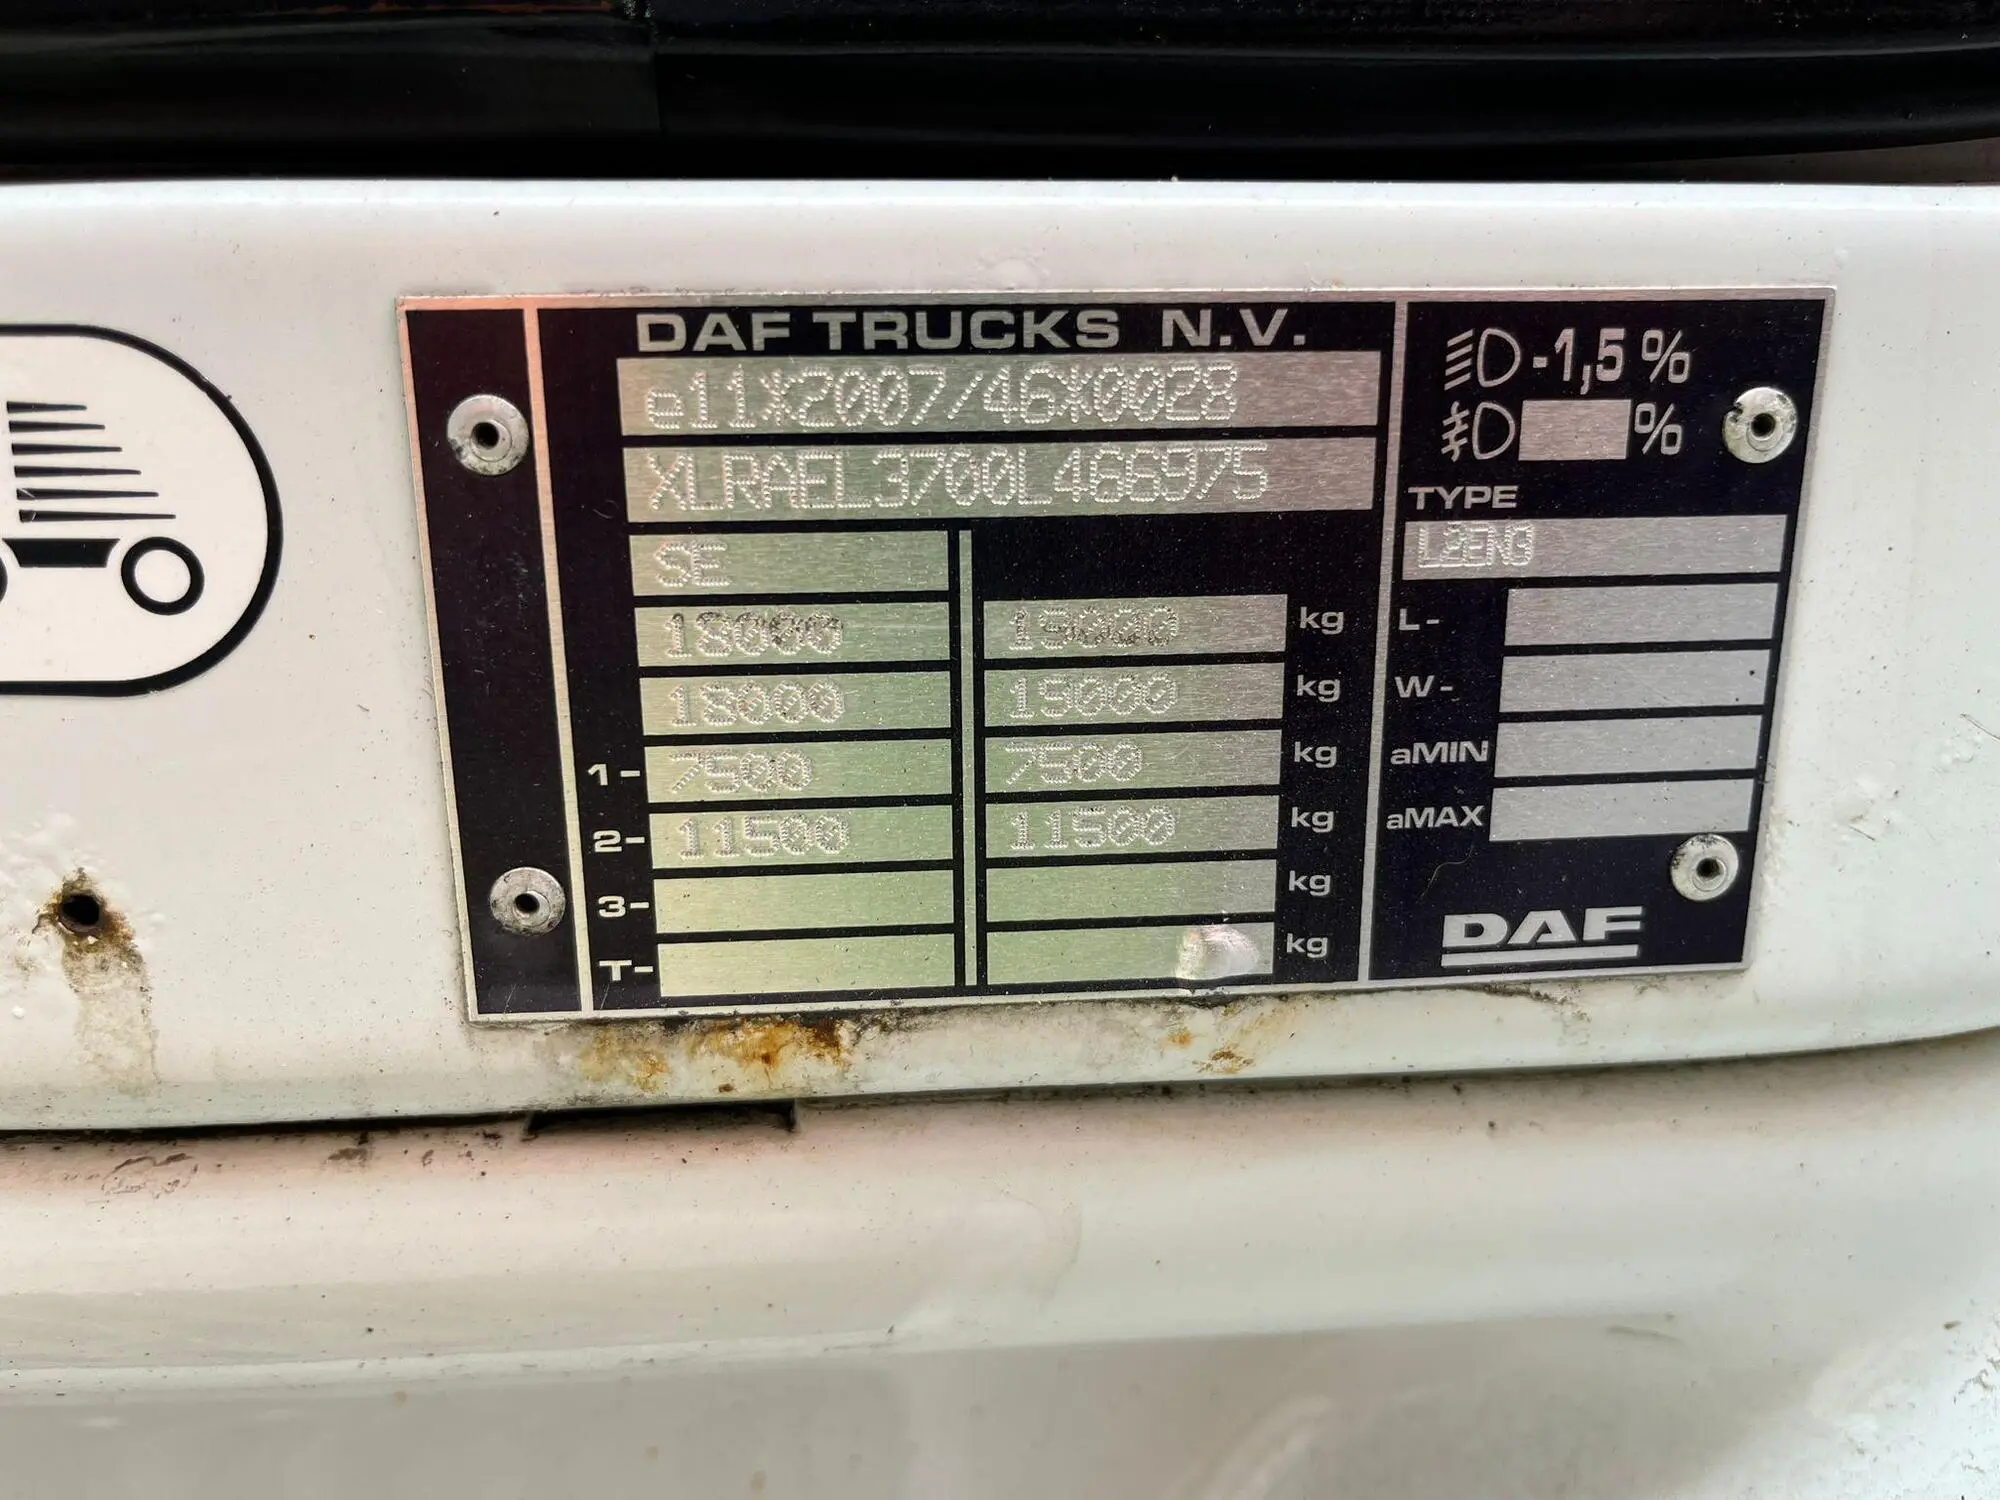 DAF TRUCKS N.V.
e11*2007/46*0028
XLRAEL3700L466975
SE
18000 19000 kg
18000 19000 kg
1- 7500 7500 kg
2- 11500 11500 kg
3- kg
T- kg
-1,5%
%
TYPE
L2EN3
L-
W-
aMIN
aMAX
DAF